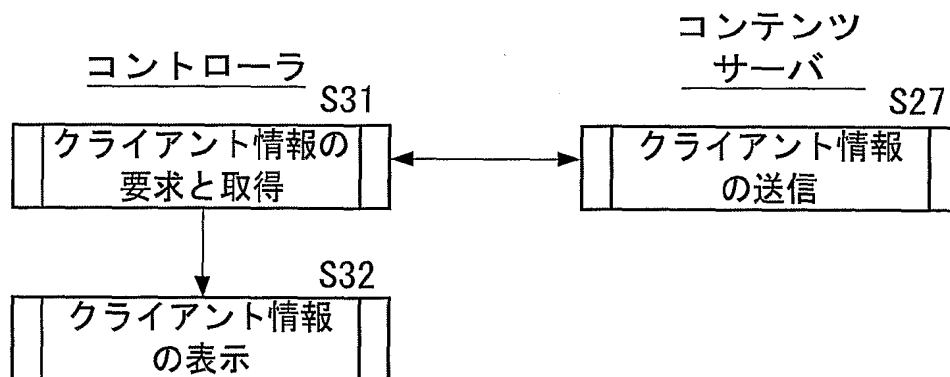 コントローラ
コンテンツ
サーバ
S31
クライアント情報の
要求と取得
S27
クライアント情報
の送信
S32
クライアント情報
の表示